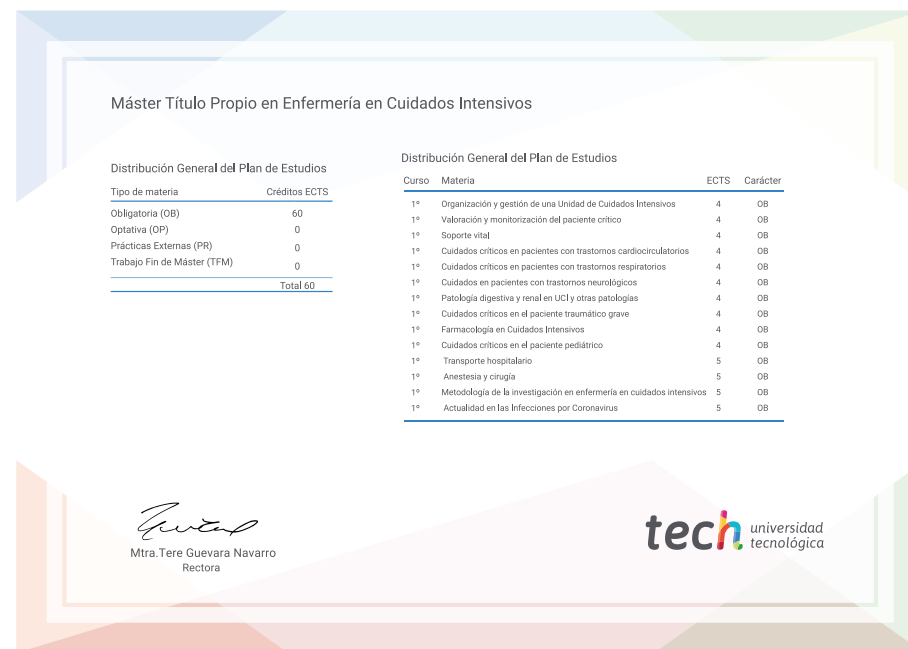 Máster Título Propio en Enfermería en Cuidados Intensivos
Distribución General del Plan de Estudios
Tipo de materia Créditos ECTS
Obligatoria (OB) 60
Optativa (OP) 0
Prácticas Externas (PR) 0
Trabajo Fin de Máster (TFM) 0
Total 60
Distribución General del Plan de Estudios
Curso Materia ECTS Carácter
1º Organización y gestión de una Unidad de Cuidados Intensivos 4 OB
1º Valoración y monitorización del paciente crítico 4 OB
1º Soporte vital 4 OB
1º Cuidados críticos en pacientes con trastornos cardiocirculatorios 4 OB
1º Cuidados críticos en pacientes con trastornos respiratorios 4 OB
1º Cuidados en pacientes con trastornos neurológicos 4 OB
1º Patología digestiva y renal en UCI y otras patologías 4 OB
1º Cuidados críticos en el paciente traumático grave 4 OB
1º Farmacología en Cuidados Intensivos 4 OB
1º Cuidados críticos en el paciente pediátrico 4 OB
1º Transporte hospitalario 5 OB
1º Anestesia y cirugía 5 OB
1º Metodología de la investigación en enfermería en cuidados intensivos 5 OB
1º Actualidad en las Infecciones por Coronavirus 5 OB
Mtra.Tere Guevara Navarro
Rectora
tech universidad
tecnológica